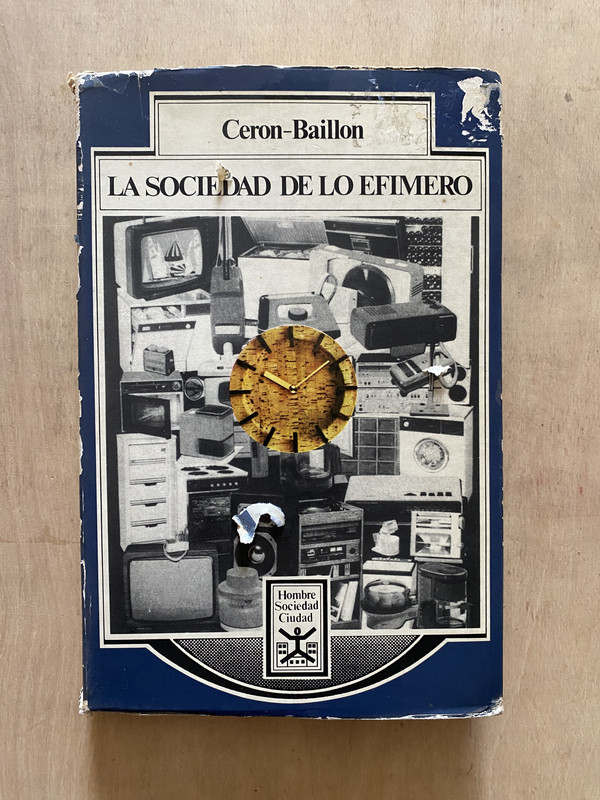 Ceron-Baillon
LA SOCIEDAD DE LO EFIMERO
Hombre
Sociedad
Ciudad